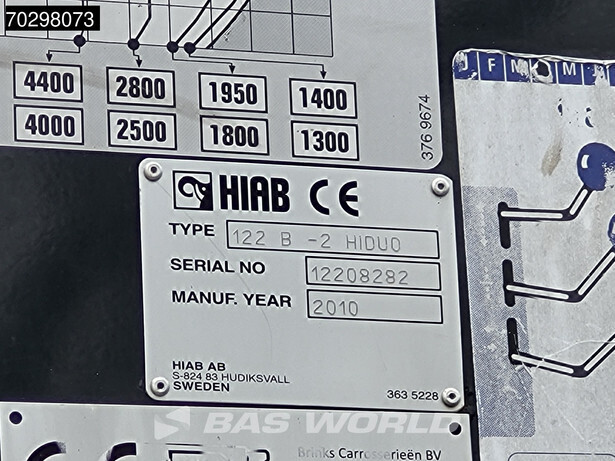 70298073
4400 2800 1950 1400
4000 2500 1800 1300
376 9674
J F M M J
HIAB CE
TYPE 122 B -2 HIDUO
SERIAL NO 12208282
MANUF. YEAR 2010
HIAB AB
S-824 83 HUDIKSVALL
SWEDEN
363 5228
BAS WORLD
Brinks Carrosserieën BV